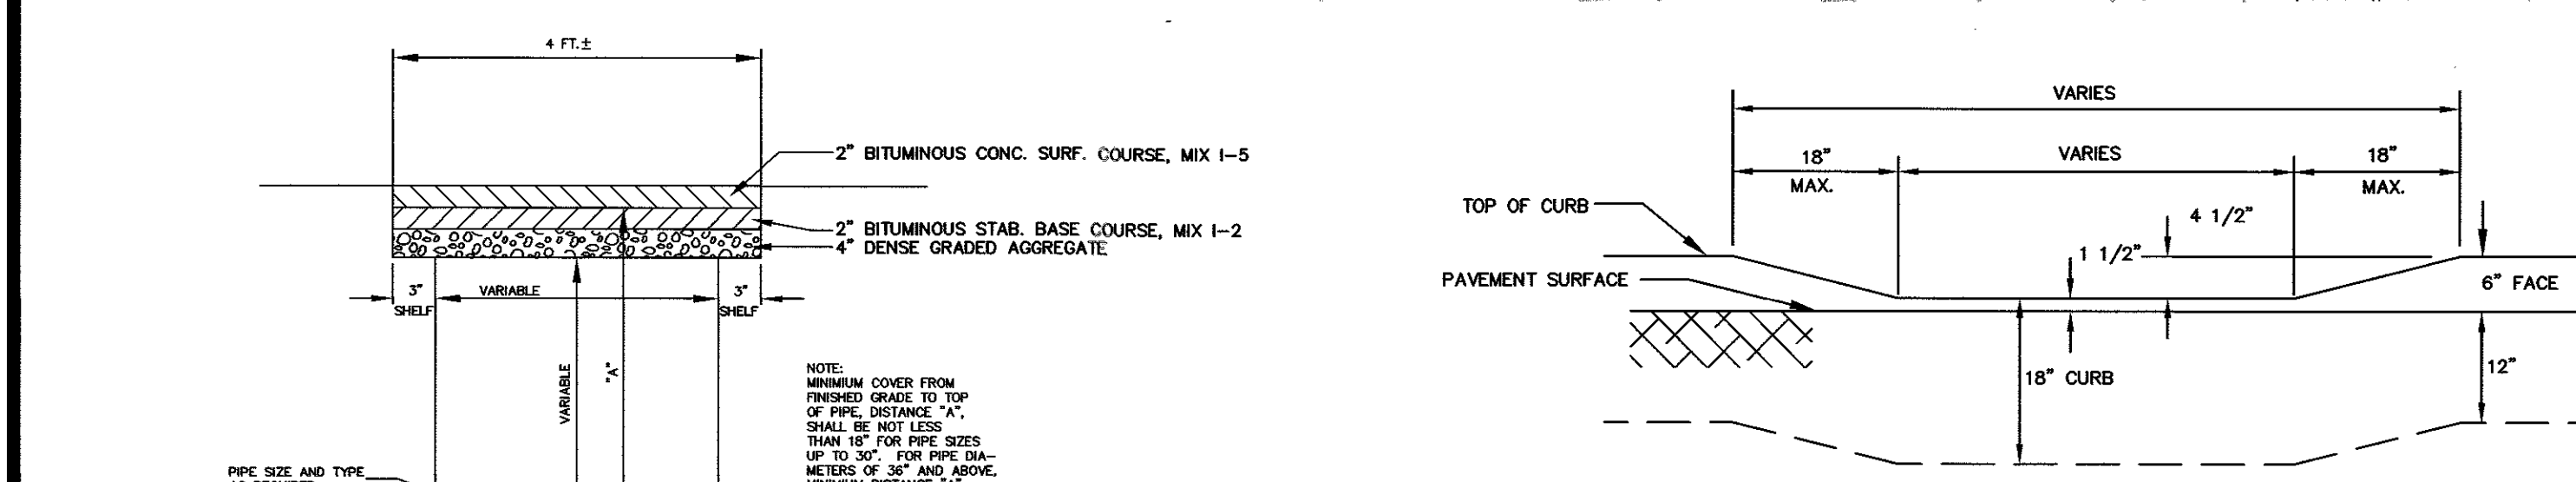 4 FT.±
2" BITUMINOUS CONC. SURF. COURSE, MIX I-5
2" BITUMINOUS STAB. BASE COURSE, MIX I-2
4" DENSE GRADED AGGREGATE
3"
SHELF
VARIABLE
3"
SHELF
VARIABLE
"A"
NOTE:
MINIMIUM COVER FROM
FINISHED GRADE TO TOP
OF PIPE, DISTANCE "A",
SHALL BE NOT LESS
THAN 18" FOR PIPE SIZES
UP TO 30". FOR PIPE DIA-
METERS OF 36" AND ABOVE,
PIPE SIZE AND TYPE
VARIES
18"
MAX.
VARIES
18"
MAX.
TOP OF CURB
4 1/2"
1 1/2"
PAVEMENT SURFACE
6" FACE
18" CURB
12"